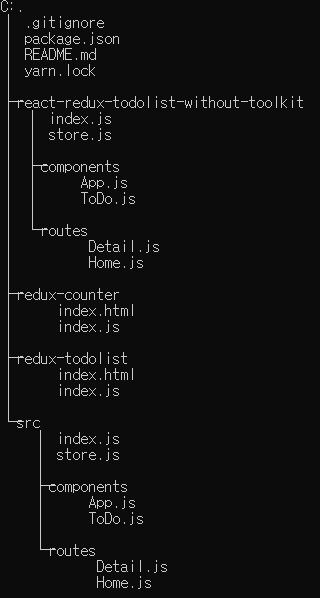 C:.
.gitignore
package.json
README.md
yarn.lock
react-redux-todolist-without-toolkit
index.js
store.js
components
App.js
ToDo.js
routes
Detail.js
Home.js
redux-counter
index.html
index.js
redux-todolist
index.html
index.js
src
index.js
store.js
components
App.js
ToDo.js
routes
Detail.js
Home.js